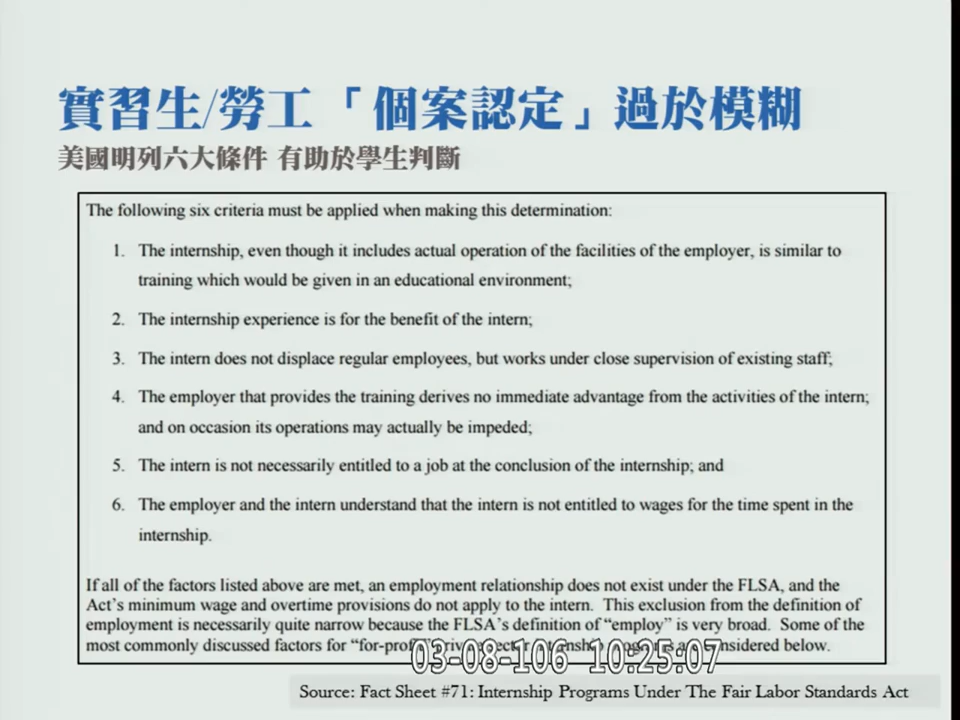 實習生/勞工「個案認定」過於模糊
美國明列六大條件 有助於學生判斷
The following six criteria must be applied when making this determination:
1. The internship, even though it includes actual operation of the facilities of the employer, is similar to
training which would be given in an educational environment;
2. The internship experience is for the benefit of the intern;
3. The intern does not displace regular employees, but works under close supervision of existing staff;
4. The employer that provides the training derives no immediate advantage from the activities of the intern;
and on occasion its operations may actually be impeded;
5. The intern is not necessarily entitled to a job at the conclusion of the internship; and
6. The employer and the intern understand that the intern is not entitled to wages for the time spent in the
internship.
If all of the factors listed above are met, an employment relationship does not exist under the FLSA, and the
Act's minimum wage and overtime provisions do not apply to the intern. This exclusion from the definition of
employment is necessarily quite narrow because the FLSA's definition of "employ" is very broad. Some of the
most commonly discussed factors for considered below.
03-08-106 10:25:07
Source: Fact Sheet #71: Internship Programs Under The Fair Labor Standards Act